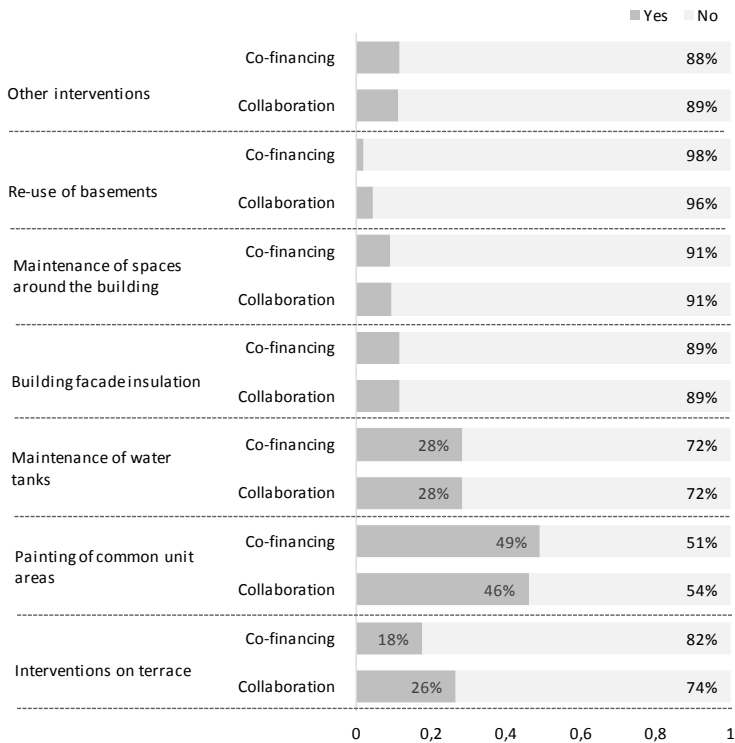 Yes No
Co-financing 88%
Other interventions
Collaboration 89%
Co-financing 98%
Re-use of basements
Collaboration 96%
Co-financing 91%
Maintenance of spaces
around the building
Collaboration 91%
Co-financing 89%
Building facade insulation
Collaboration 89%
Co-financing 28% 72%
Maintenance of water
tanks
Collaboration 28% 72%
Co-financing 49% 51%
Painting of common unit
areas
Collaboration 46% 54%
Co-financing 18% 82%
Interventions on terrace
Collaboration 26% 74%
0 0,2 0,4 0,6 0,8 1